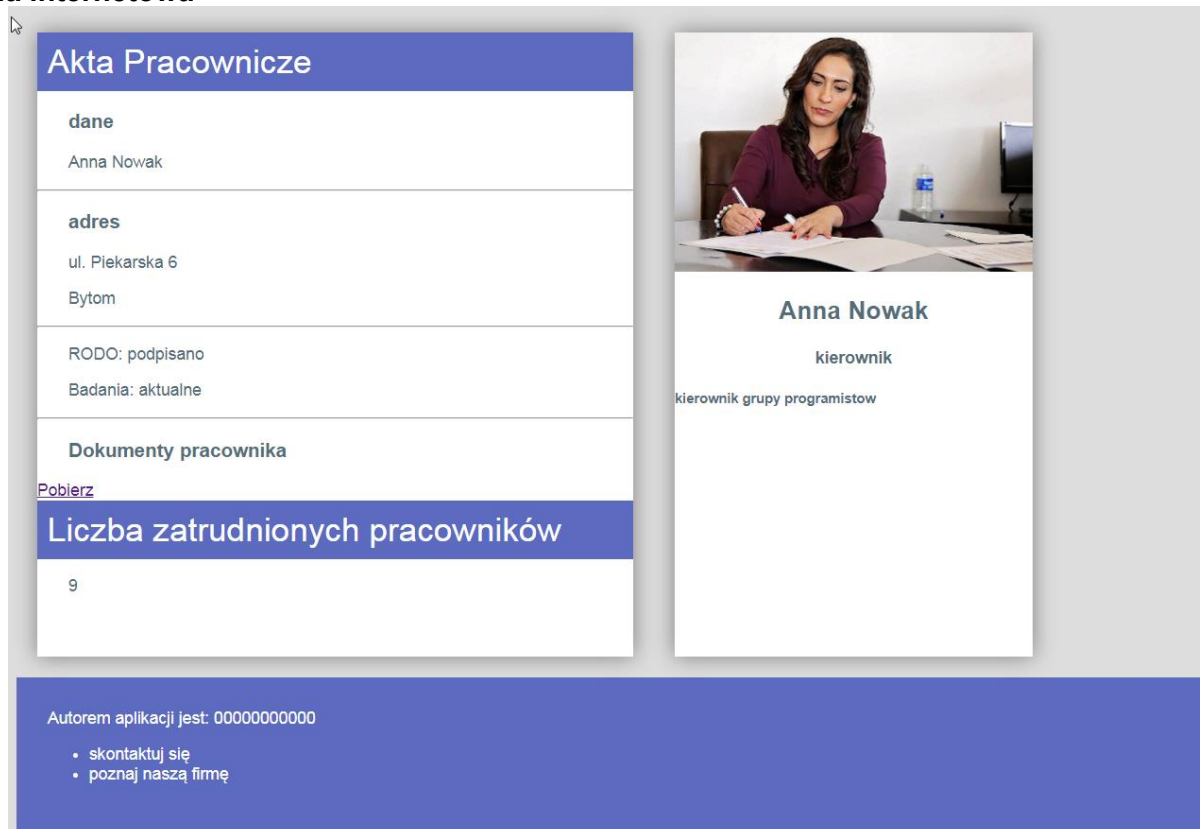 Akta Pracownicze
dane
Anna Nowak
adres
ul. Piekarska 6
Bytom
RODO: podpisano
Badania: aktualne
Dokumenty pracownika
Pobierz
Liczba zatrudnionych pracowników
9
Anna Nowak
kierownik
kierownik grupy programistow
Autorem aplikacji jest: 00000000000
skontaktuj się
poznaj naszą firmę